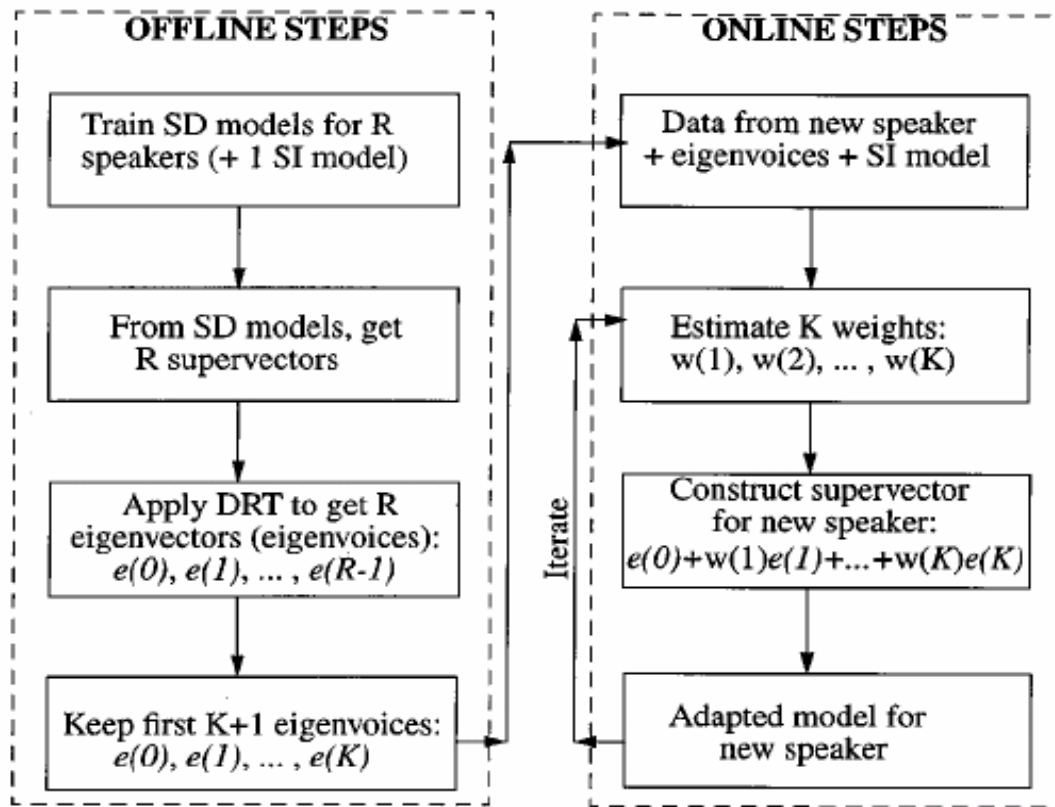 OFFLINE STEPS
Train SD models for R
speakers (+ 1 SI model)
From SD models, get
R supervectors
Apply DRT to get R
eigenvectors (eigenvoices):
e(0), e(1), ... , e(R-1)
Keep first K+1 eigenvoices:
e(0), e(1), ... , e(K)
ONLINE STEPS
Data from new speaker
+ eigenvoices + SI model
Estimate K weights:
w(1), w(2), ... , w(K)
Construct supervector
for new speaker:
e(0)+w(1)e(1)+...+w(K)e(K)
Adapted model for
new speaker
Iterate